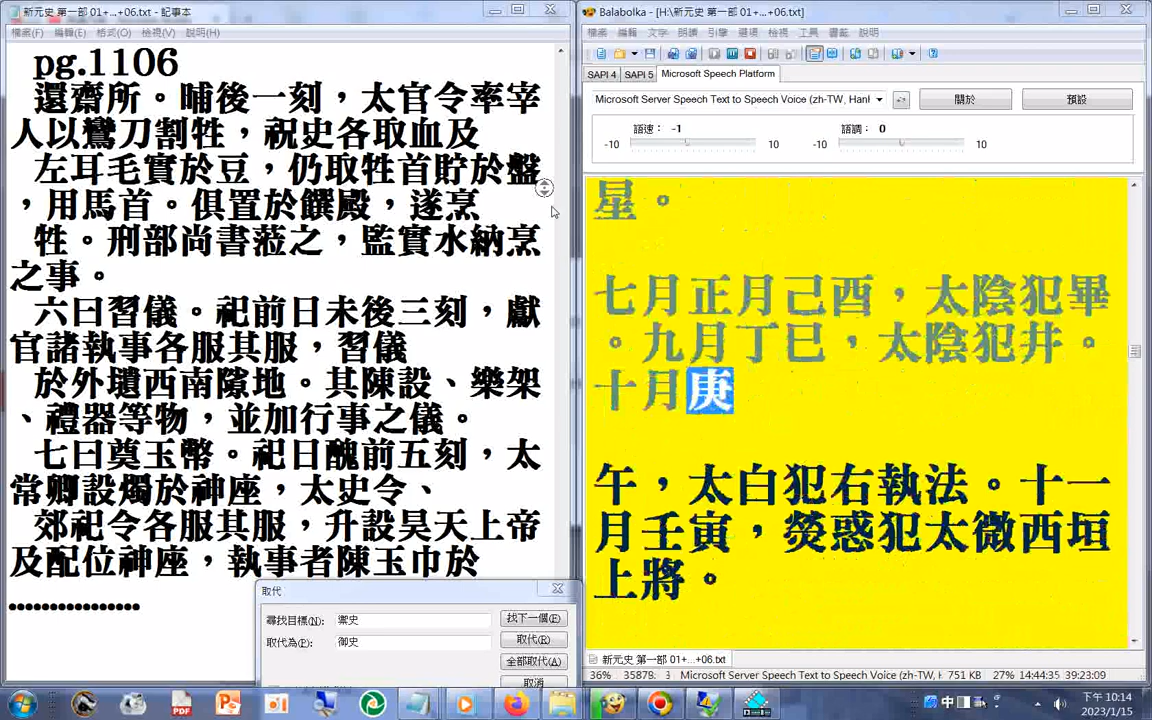 新元史 第一部 01+...+06.txt - 記事本
檔案(F) 編輯(E) 格式(O) 檢視(V) 說明(H)
pg.1106
還齋所。晡後一刻，太官令率宰
人以鸞刀割牲，祝史各取血及
左耳毛實於豆，仍取牲首貯於盤
，用馬首。俱置於饌殿，遂烹
牲。刑部尚書蒞之，監實水納烹
之事。
六曰習儀。祀前日未後三刻，獻
官諸執事各服其服，習儀
於外壝西南隙地。其陳設、樂架
、禮器等物，並加行事之儀。
七曰奠玉幣。祀日醜前五刻，太
常卿設燭於神座，太史令、
郊祀令各服其服，升設昊天上帝
及配位神座，執事者陳玉巾於
••••••••••••••••
取代
尋找目標(N): 禦史 找下一個(F)
取代為(P): 御史 取代(R)
全部取代(A)
取消
Balabolka - [H:\新元史 第一部 01+...+06.txt]
檔案 編輯 文字 朗讀 引擎 選項 檢視 工具 書籤 說明
SAPI 4 SAPI 5 Microsoft Speech Platform
Microsoft Server Speech Text to Speech Voice (zh-TW, Han 關於 預設
語速： -1 語調： 0
-10 10 -10 10
星。
七月正月己酉，太陰犯畢
。九月丁巳，太陰犯井。
十月庚
午，太白犯右執法。十一
月壬寅，熒惑犯太微西垣
上將。
新元史 第一部 01+...+06.txt
36% 35878. Microsoft Server Speech Text to Speech Voice (zh-TW, H 751 KB 27% 14:44:35 39:23:09
中
下午 10:14
2023/1/15